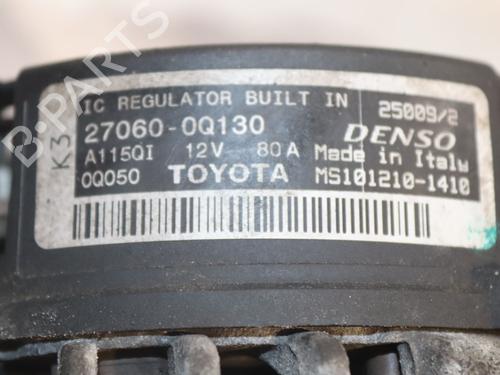 B-PARTS
IC REGULATOR BUILT IN 25009/2
K3
27060-0Q130 DENSO
A115QI 12V 80A Made in Italy
0Q050 TOYOTA MS101210-1410